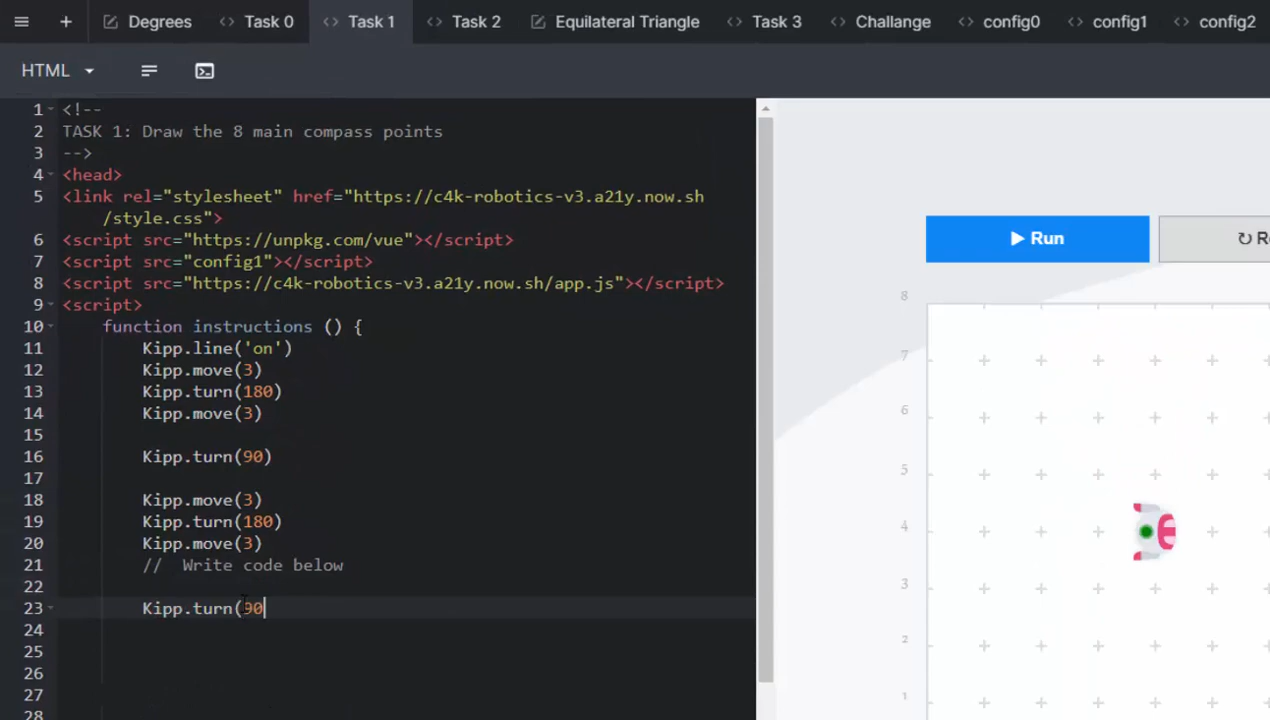 Degrees Task 0 Task 1 Task 2 Equilateral Triangle Task 3 Challange config0 config1 config2
HTML
1 <!--
2 TASK 1: Draw the 8 main compass points
3 -->
4 <head>
5 <link rel="stylesheet" href="https://c4k-robotics-v3.a21y.now.sh
/style.css">
6 <script src="https://unpkg.com/vue"></script>
7 <script src="config1"></script>
8 <script src="https://c4k-robotics-v3.a21y.now.sh/app.js"></script>
9 <script>
10 function instructions () {
11 Kipp.line('on')
12 Kipp.move(3)
13 Kipp.turn(180)
14 Kipp.move(3)
15
16 Kipp.turn(90)
17
18 Kipp.move(3)
19 Kipp.turn(180)
20 Kipp.move(3)
21 // Write code below
22
23 Kipp.turn(90
24
25
26
27
28
Run
8
7
6
5
4
3
2
1